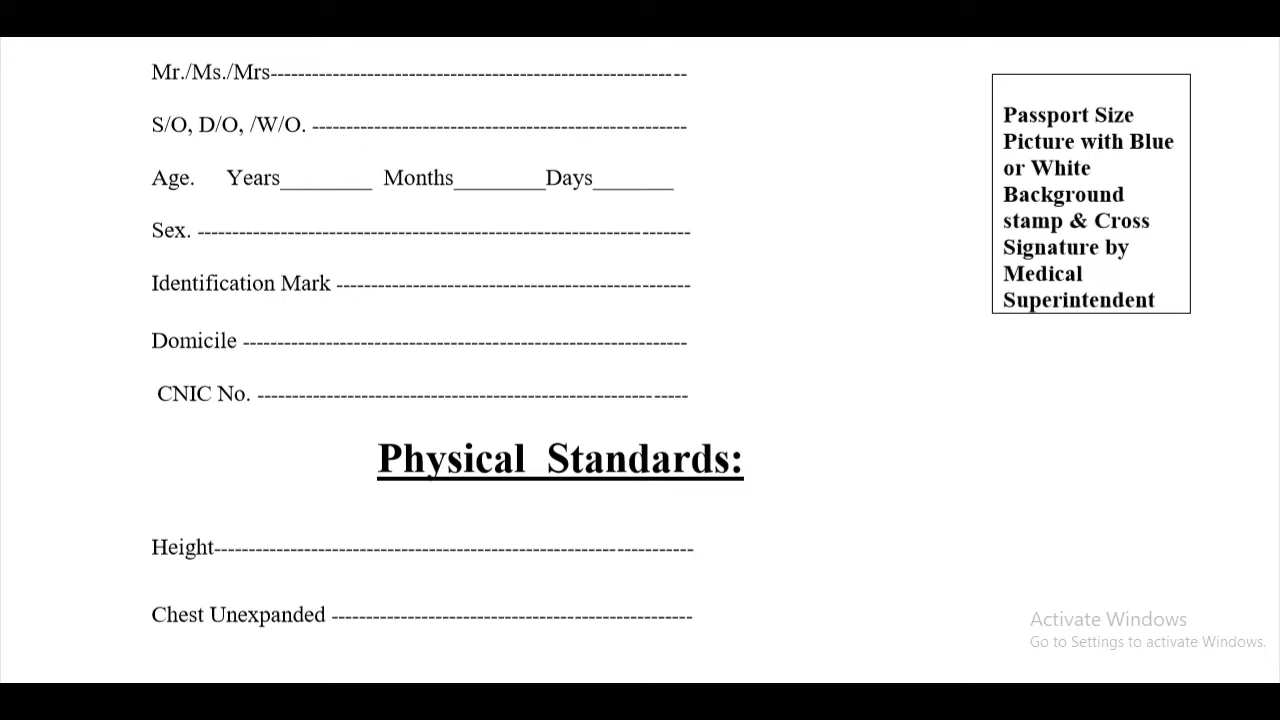 Mr./Ms./Mrs------------------------------------------------------------
S/O, D/O, /W/O. ------------------------------------------------------
Age. Years________ Months________Days_______
Sex. ----------------------------------------------------------------------
Identification Mark ---------------------------------------------------
Domicile ----------------------------------------------------------------
CNIC No. --------------------------------------------------------------
Passport Size
Picture with Blue
or White
Background
stamp & Cross
Signature by
Medical
Superintendent
Physical Standards:
Height---------------------------------------------------------------------
Chest Unexpanded ----------------------------------------------------
Activate Windows
Go to Settings to activate Windows.